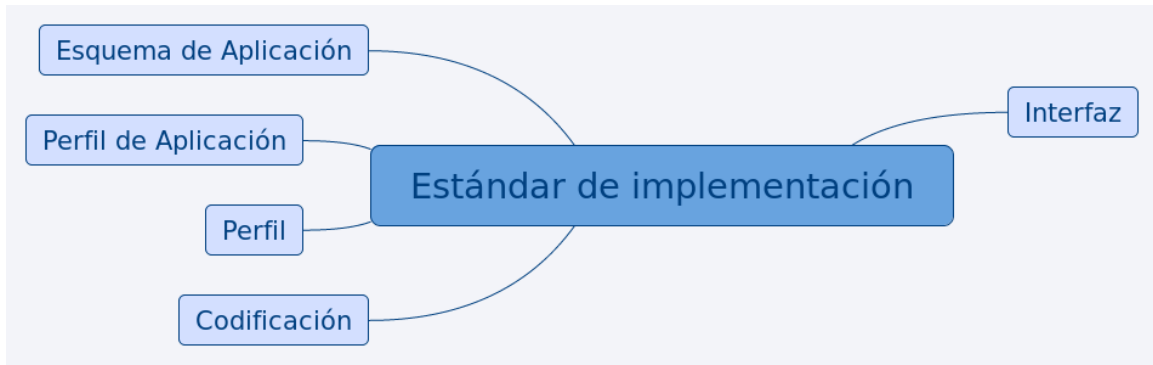 Esquema de Aplicación
Perfil de Aplicación
Perfil
Codificación
Estándar de implementación
Interfaz